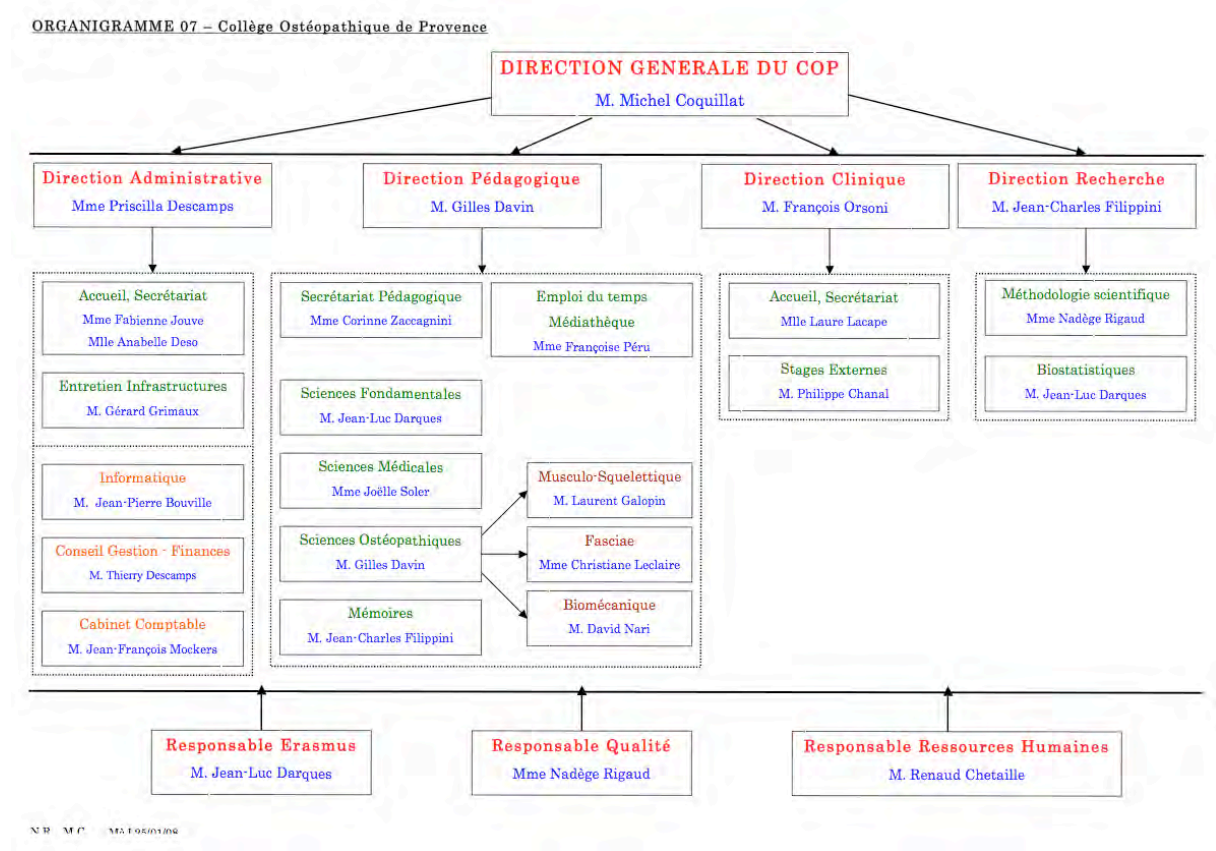 ORGANIGRAMME 07 – Collège Ostéopathique de Provence
DIRECTION GENERALE DU COP
M. Michel Coquillat
Direction Administrative
Mme Priscilla Descamps
Direction Pédagogique
M. Gilles Davin
Direction Clinique
M. François Orsoni
Direction Recherche
M. Jean-Charles Filippini
Accueil, Secrétariat
Mme Fabienne Jouve
Mlle Anabelle Deso
Entretien Infrastructures
M. Gérard Grimaux
Informatique
M. Jean-Pierre Bouville
Conseil Gestion - Finances
M. Thierry Descamps
Cabinet Comptable
M. Jean-François Mockers
Secrétariat Pédagogique
Mme Corinne Zaccagnini
Emploi du temps
Médiathèque
Mme Françoise Péru
Sciences Fondamentales
M. Jean-Luc Darques
Sciences Médicales
Mme Joëlle Soler
Sciences Ostéopathiques
M. Gilles Davin
Mémoires
M. Jean-Charles Filippini
Musculo-Squelettique
M. Laurent Galopin
Fasciae
Mme Christiane Leclaire
Biomécanique
M. David Nari
Accueil, Secrétariat
Mlle Laure Lacape
Stages Externes
M. Philippe Chanal
Méthodologie scientifique
Mme Nadège Rigaud
Biostatistiques
M. Jean-Luc Darques
Responsable Erasmus
M. Jean-Luc Darques
Responsable Qualité
Mme Nadège Rigaud
Responsable Ressources Humaines
M. Renaud Chetaille